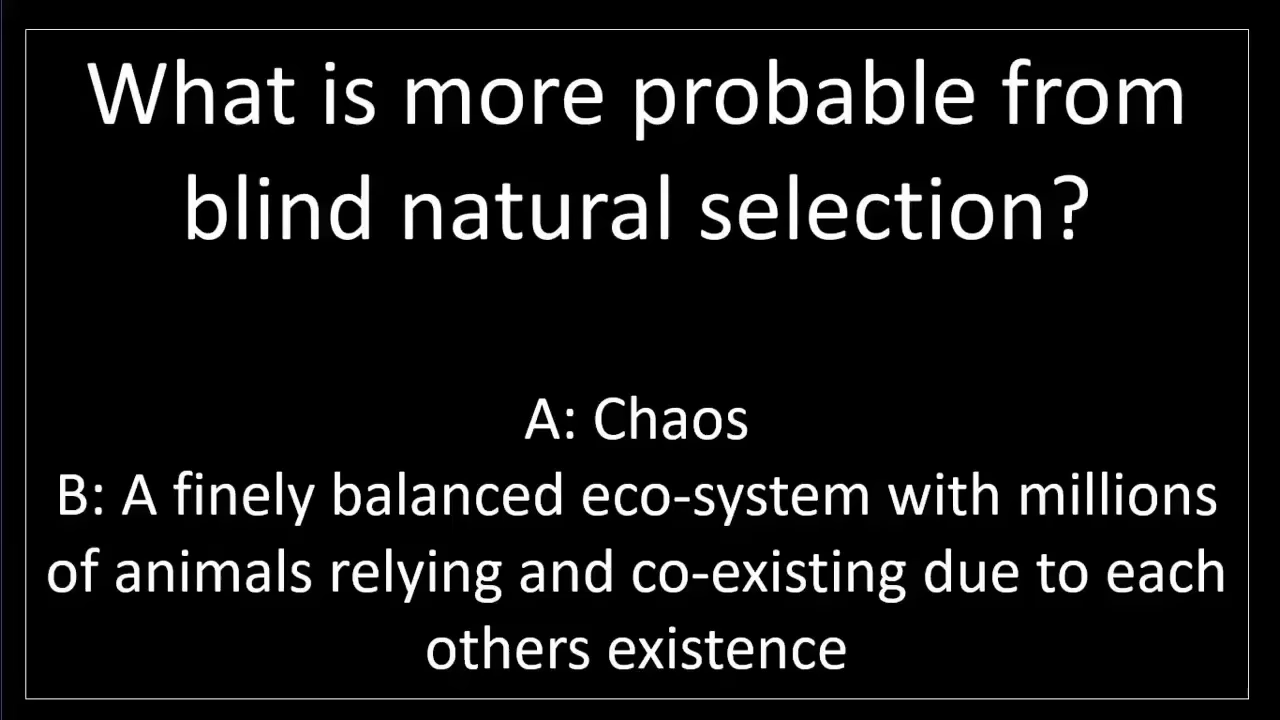 What is more probable from
blind natural selection?
A: Chaos
B: A finely balanced eco-system with millions
of animals relying and co-existing due to each
others existence